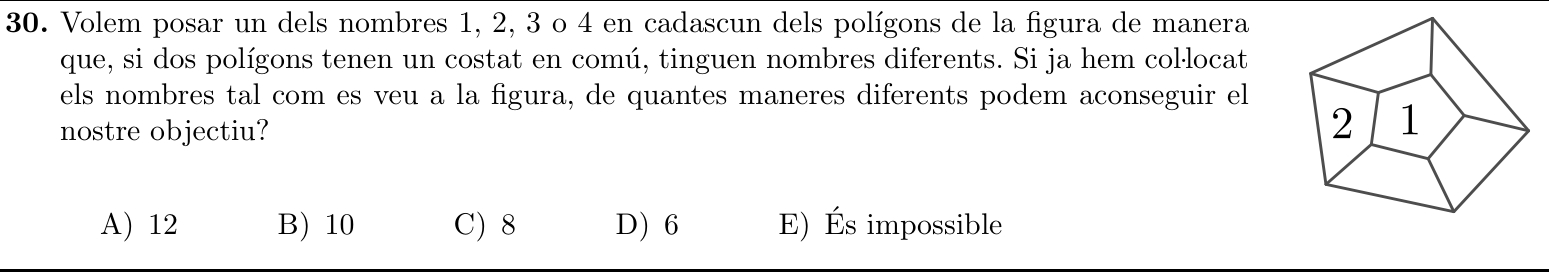 30. Volem posar un dels nombres 1, 2, 3 o 4 en cadascun dels polígons de la figura de manera
que, si dos polígons tenen un costat en comú, tinguen nombres diferents. Si ja hem col·locat
els nombres tal com es veu a la figura, de quantes maneres diferents podem aconseguir el
nostre objectiu?
2 1
A) 12 B) 10 C) 8 D) 6 E) És impossible